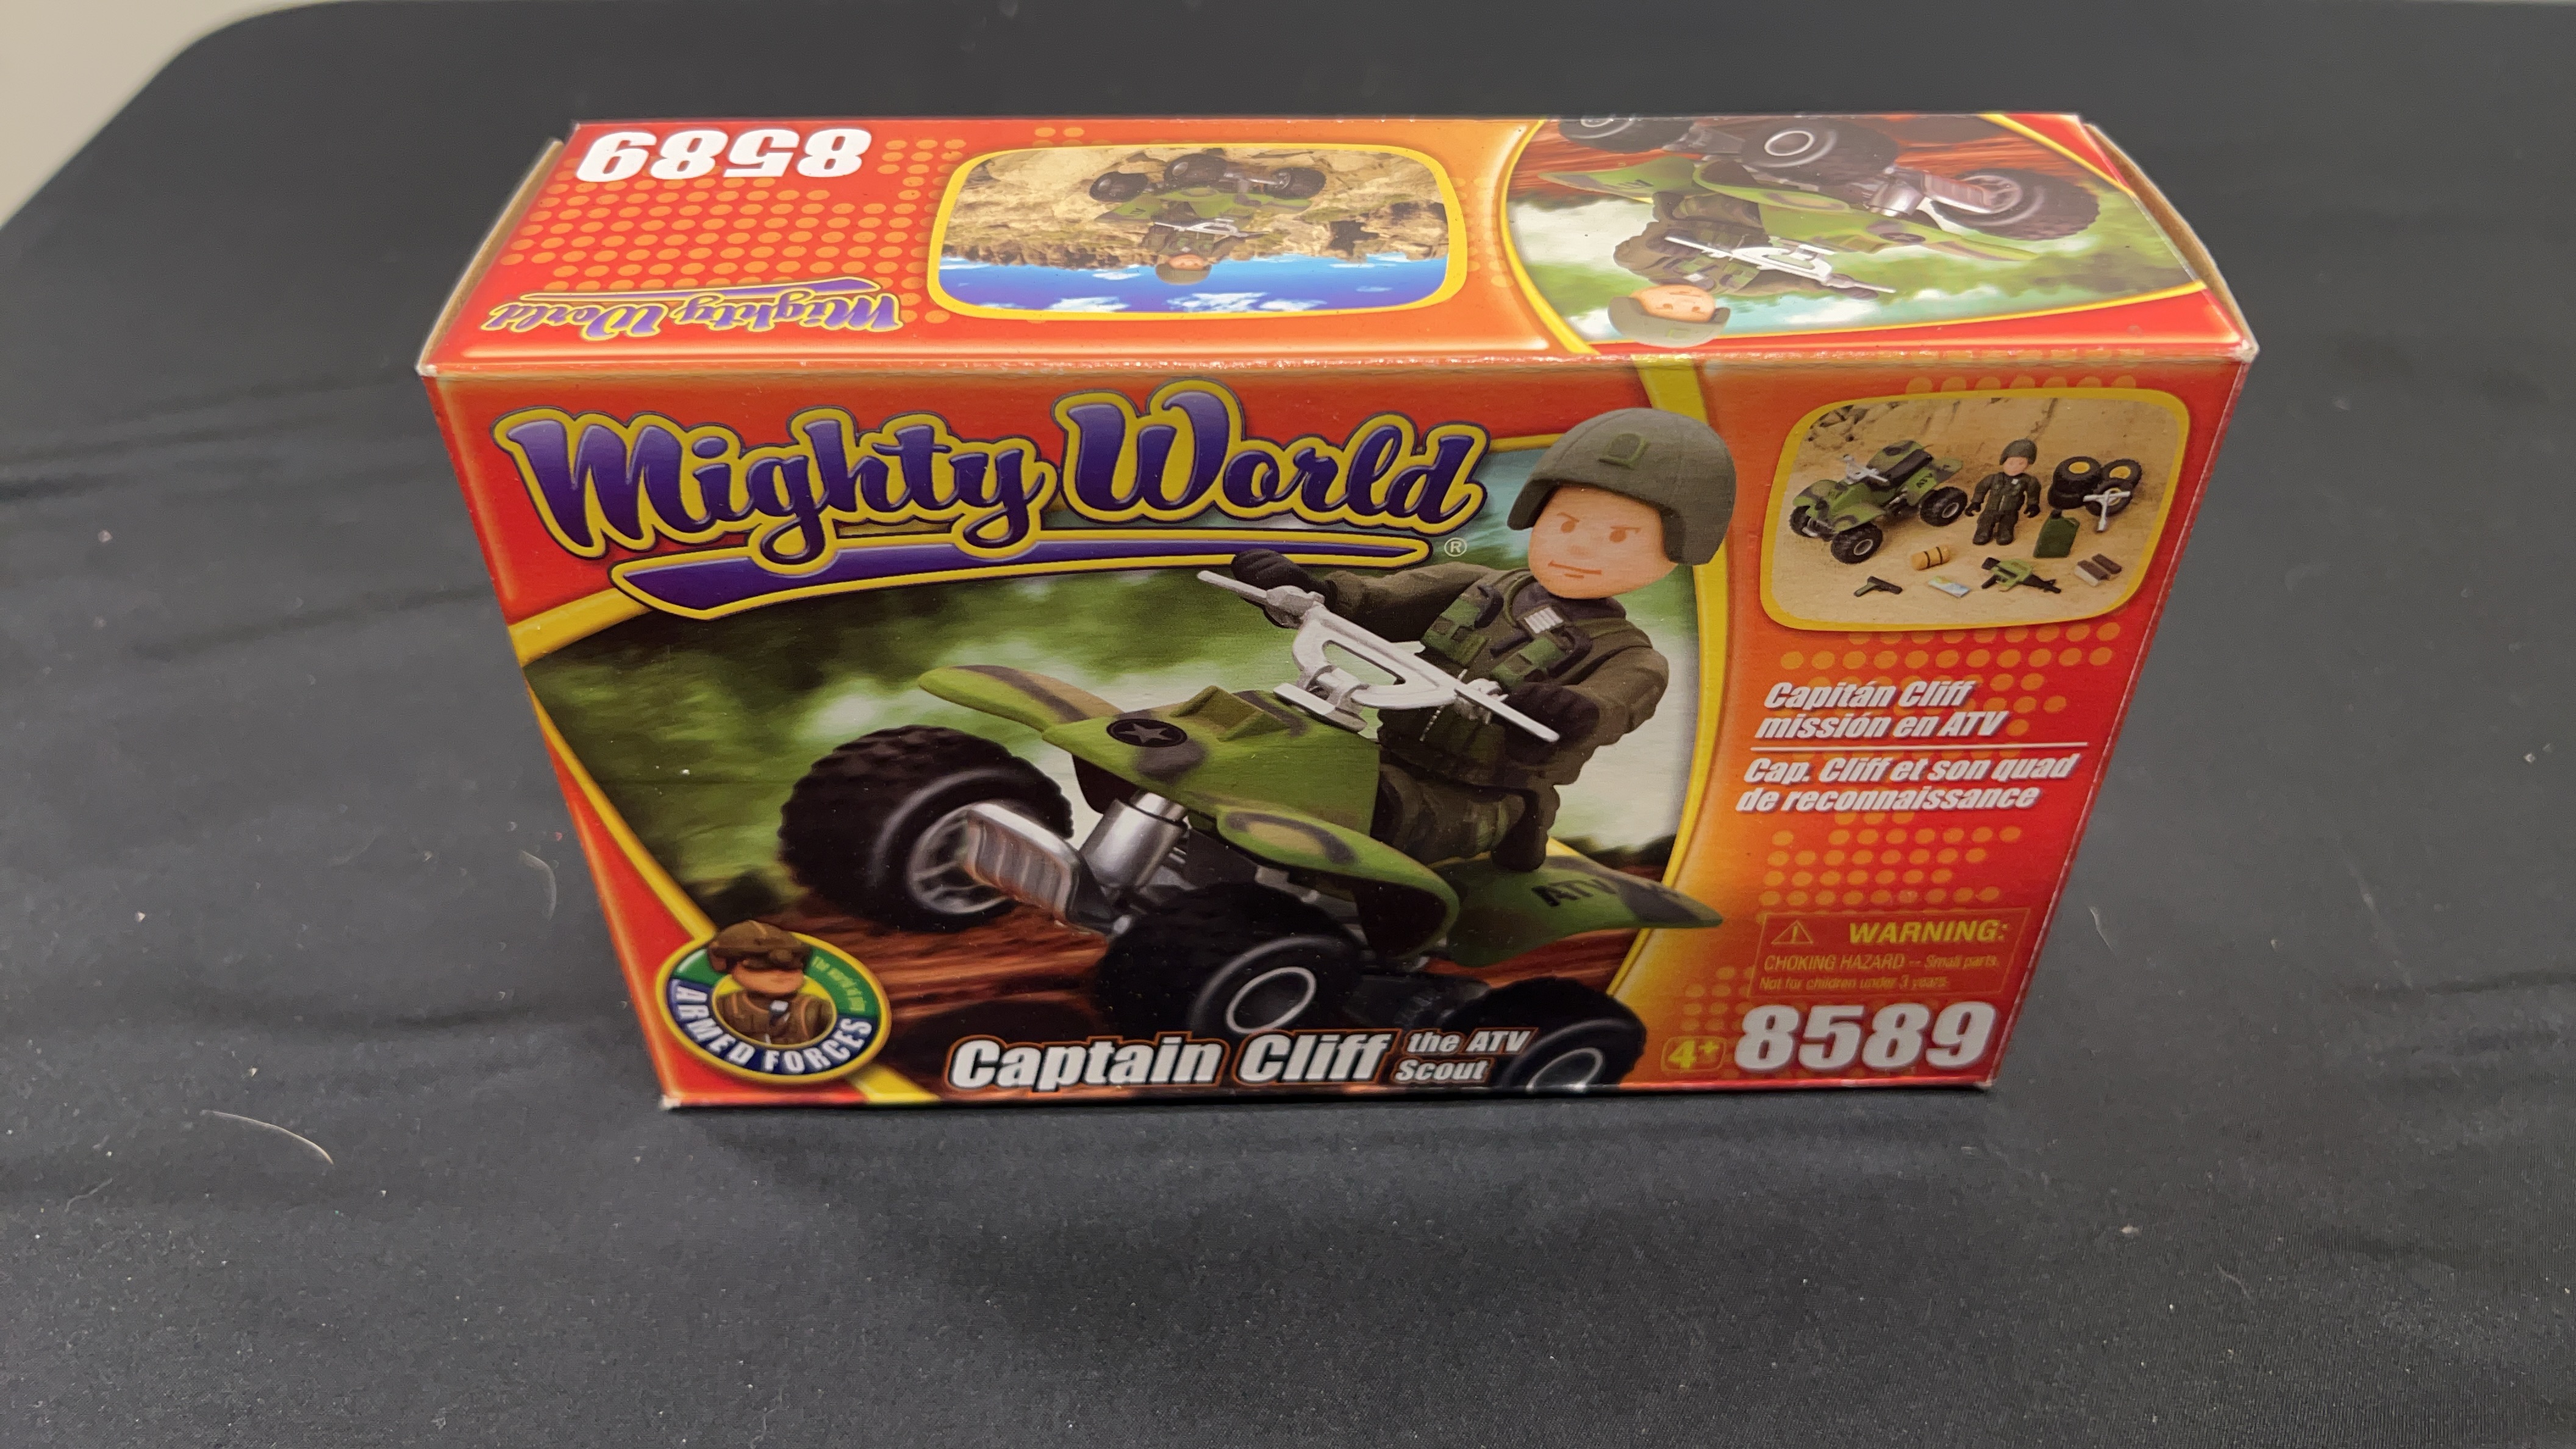 8589
Mighty World
Mighty World
®
Capitán Cliff
missión en ATV
Cap. Cliff et son quad
de reconnaissance
WARNING:
CHOKING HAZARD -- Small parts.
Not for children under 3 years.
4+ 8589
ATV
ARMED FORCES
Captain Cliff the ATV
Scout